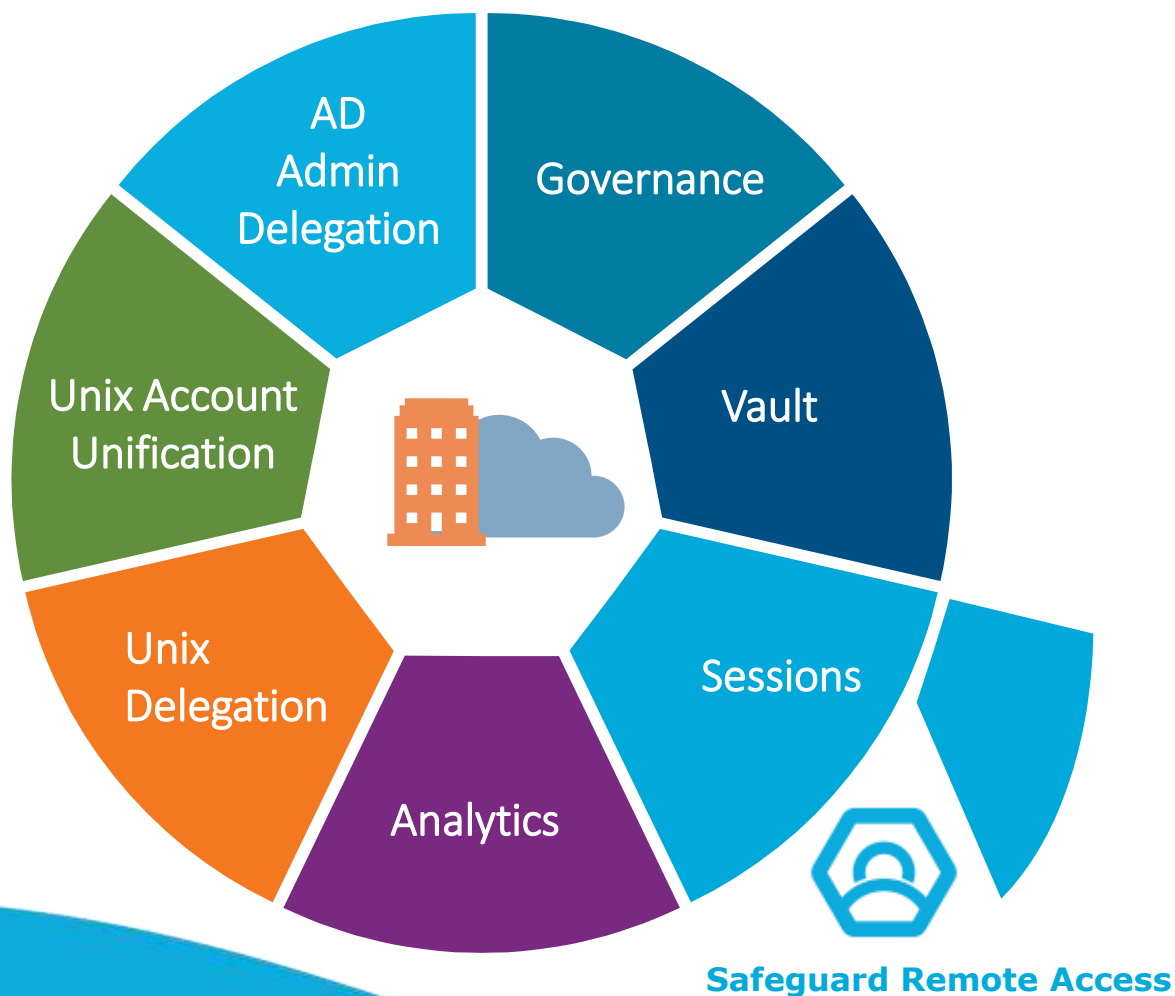 AD
Admin
Delegation
Governance
Vault
Sessions
Analytics
Unix
Delegation
Unix Account
Unification
Safeguard Remote Access